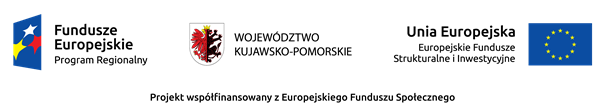 Fundusze
Europejskie
Program Regionalny
WOJEWÓDZTWO
KUJAWSKO-POMORSKIE
Unia Europejska
Europejskie Fundusze
Strukturalne i Inwestycyjne
Projekt współfinansowany z Europejskiego Funduszu Społecznego